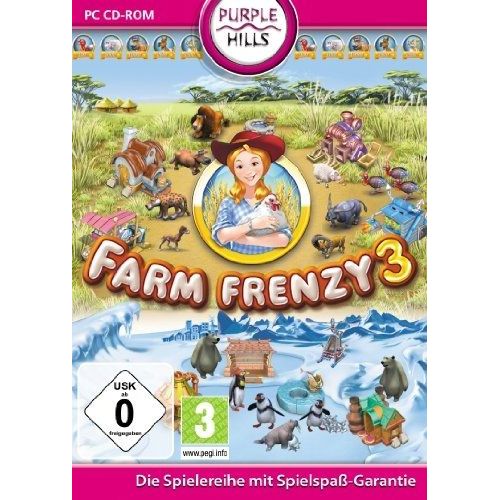 PC CD-ROM
PURPLE
HILLS
FARM FRENZY 3
USK
ab
0
freigegeben
3
www.pegi.info
Die Spielereihe mit Spielspaß-Garantie